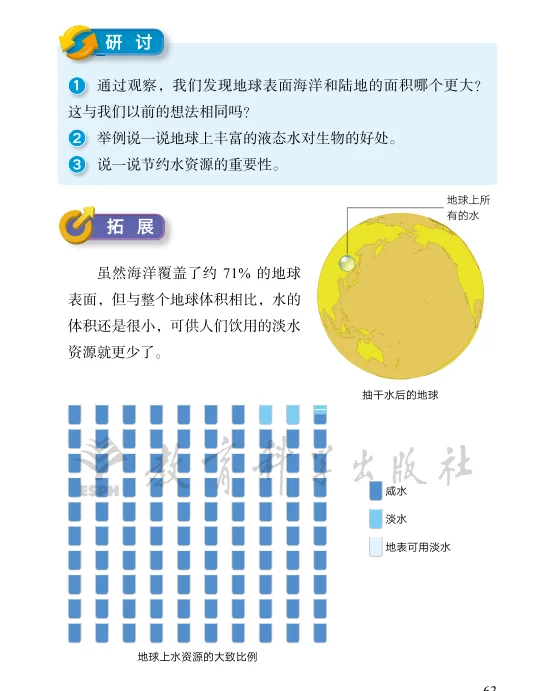 研 讨
1 通过观察，我们发现地球表面海洋和陆地的面积哪个更大？
这与我们以前的想法相同吗？
2 举例说一说地球上丰富的液态水对生物的好处。
3 说一说节约水资源的重要性。
拓 展
地球上所
有的水
虽然海洋覆盖了约 71% 的地球
表面，但与整个地球体积相比，水的
体积还是很小，可供人们饮用的淡水
资源就更少了。
抽干水后的地球
教育科学出版社
ESPH
咸水
淡水
地表可用淡水
地球上水资源的大致比例